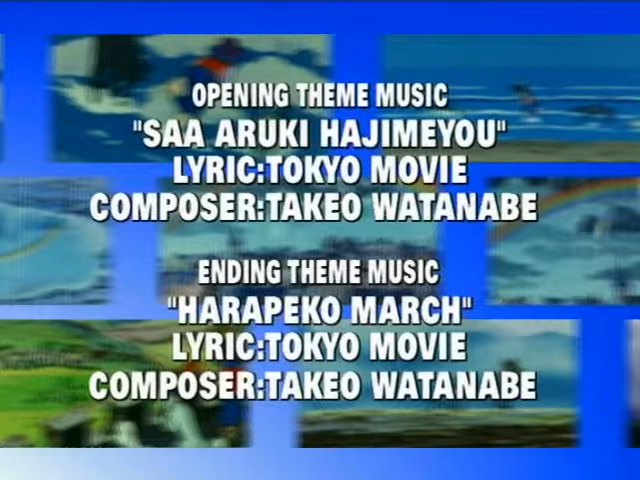 OPENING THEME MUSIC
"SAA ARUKI HAJIMEYOU"
LYRIC:TOKYO MOVIE
COMPOSER:TAKEO WATANABE
ENDING THEME MUSIC
"HARAPEKO MARCH"
LYRIC:TOKYO MOVIE
COMPOSER:TAKEO WATANABE